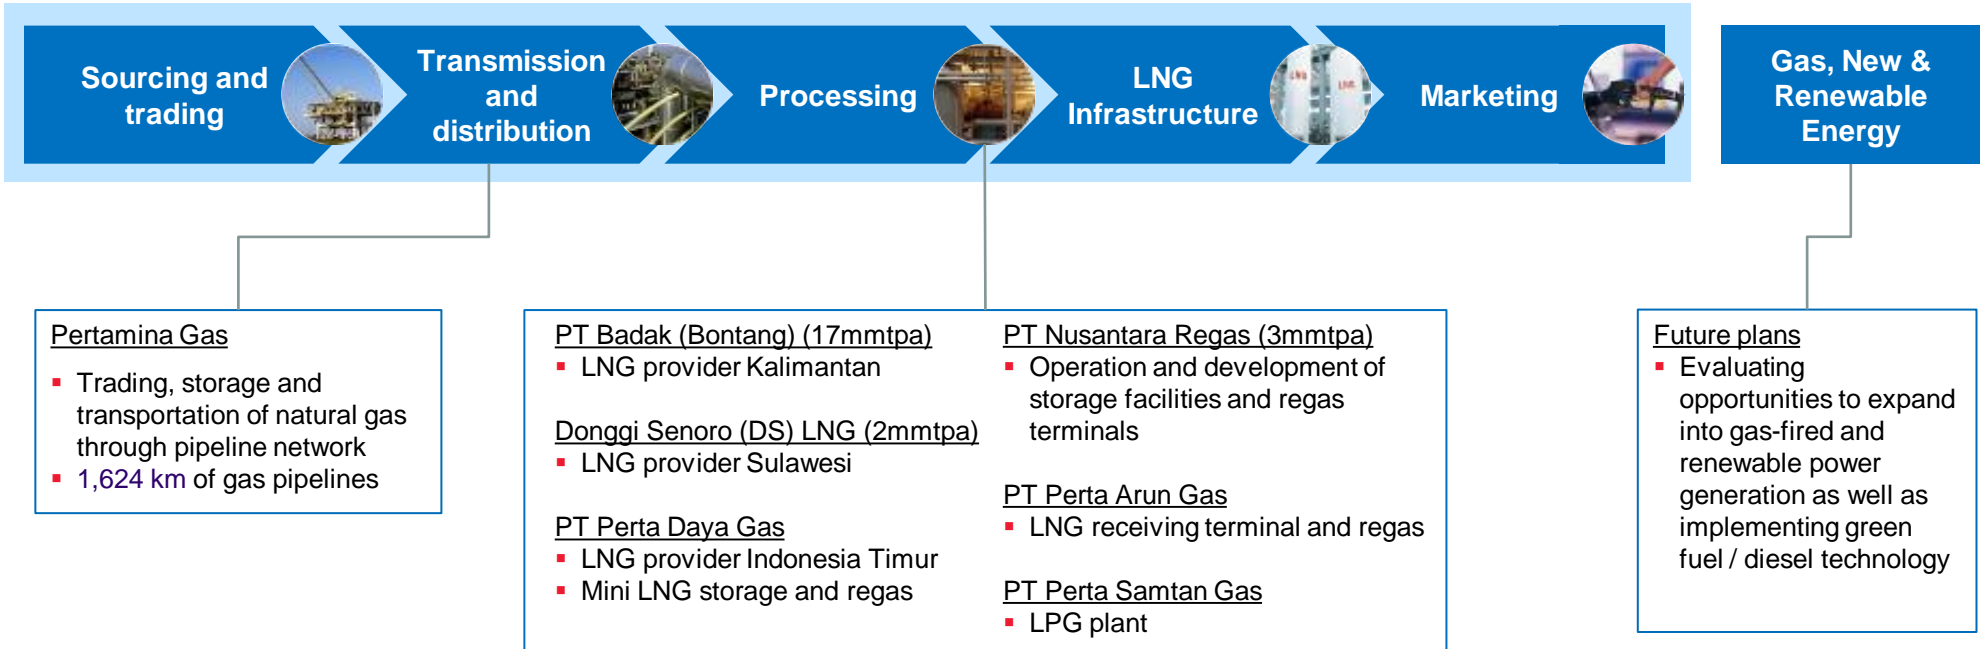 Sourcing and
trading
Transmission
and
distribution
Processing
LNG
Infrastructure
LNG
LNG
Marketing
Gas, New &
Renewable
Energy
Pertamina Gas
▪ Trading, storage and
transportation of natural gas
through pipeline network
▪ 1,624 km of gas pipelines
PT Badak (Bontang) (17mmtpa)
▪ LNG provider Kalimantan
Donggi Senoro (DS) LNG (2mmtpa)
▪ LNG provider Sulawesi
PT Perta Daya Gas
▪ LNG provider Indonesia Timur
▪ Mini LNG storage and regas
PT Nusantara Regas (3mmtpa)
▪ Operation and development of
storage facilities and regas
terminals
PT Perta Arun Gas
▪ LNG receiving terminal and regas
PT Perta Samtan Gas
▪ LPG plant
Future plans
▪ Evaluating
opportunities to expand
into gas-fired and
renewable power
generation as well as
implementing green
fuel / diesel technology